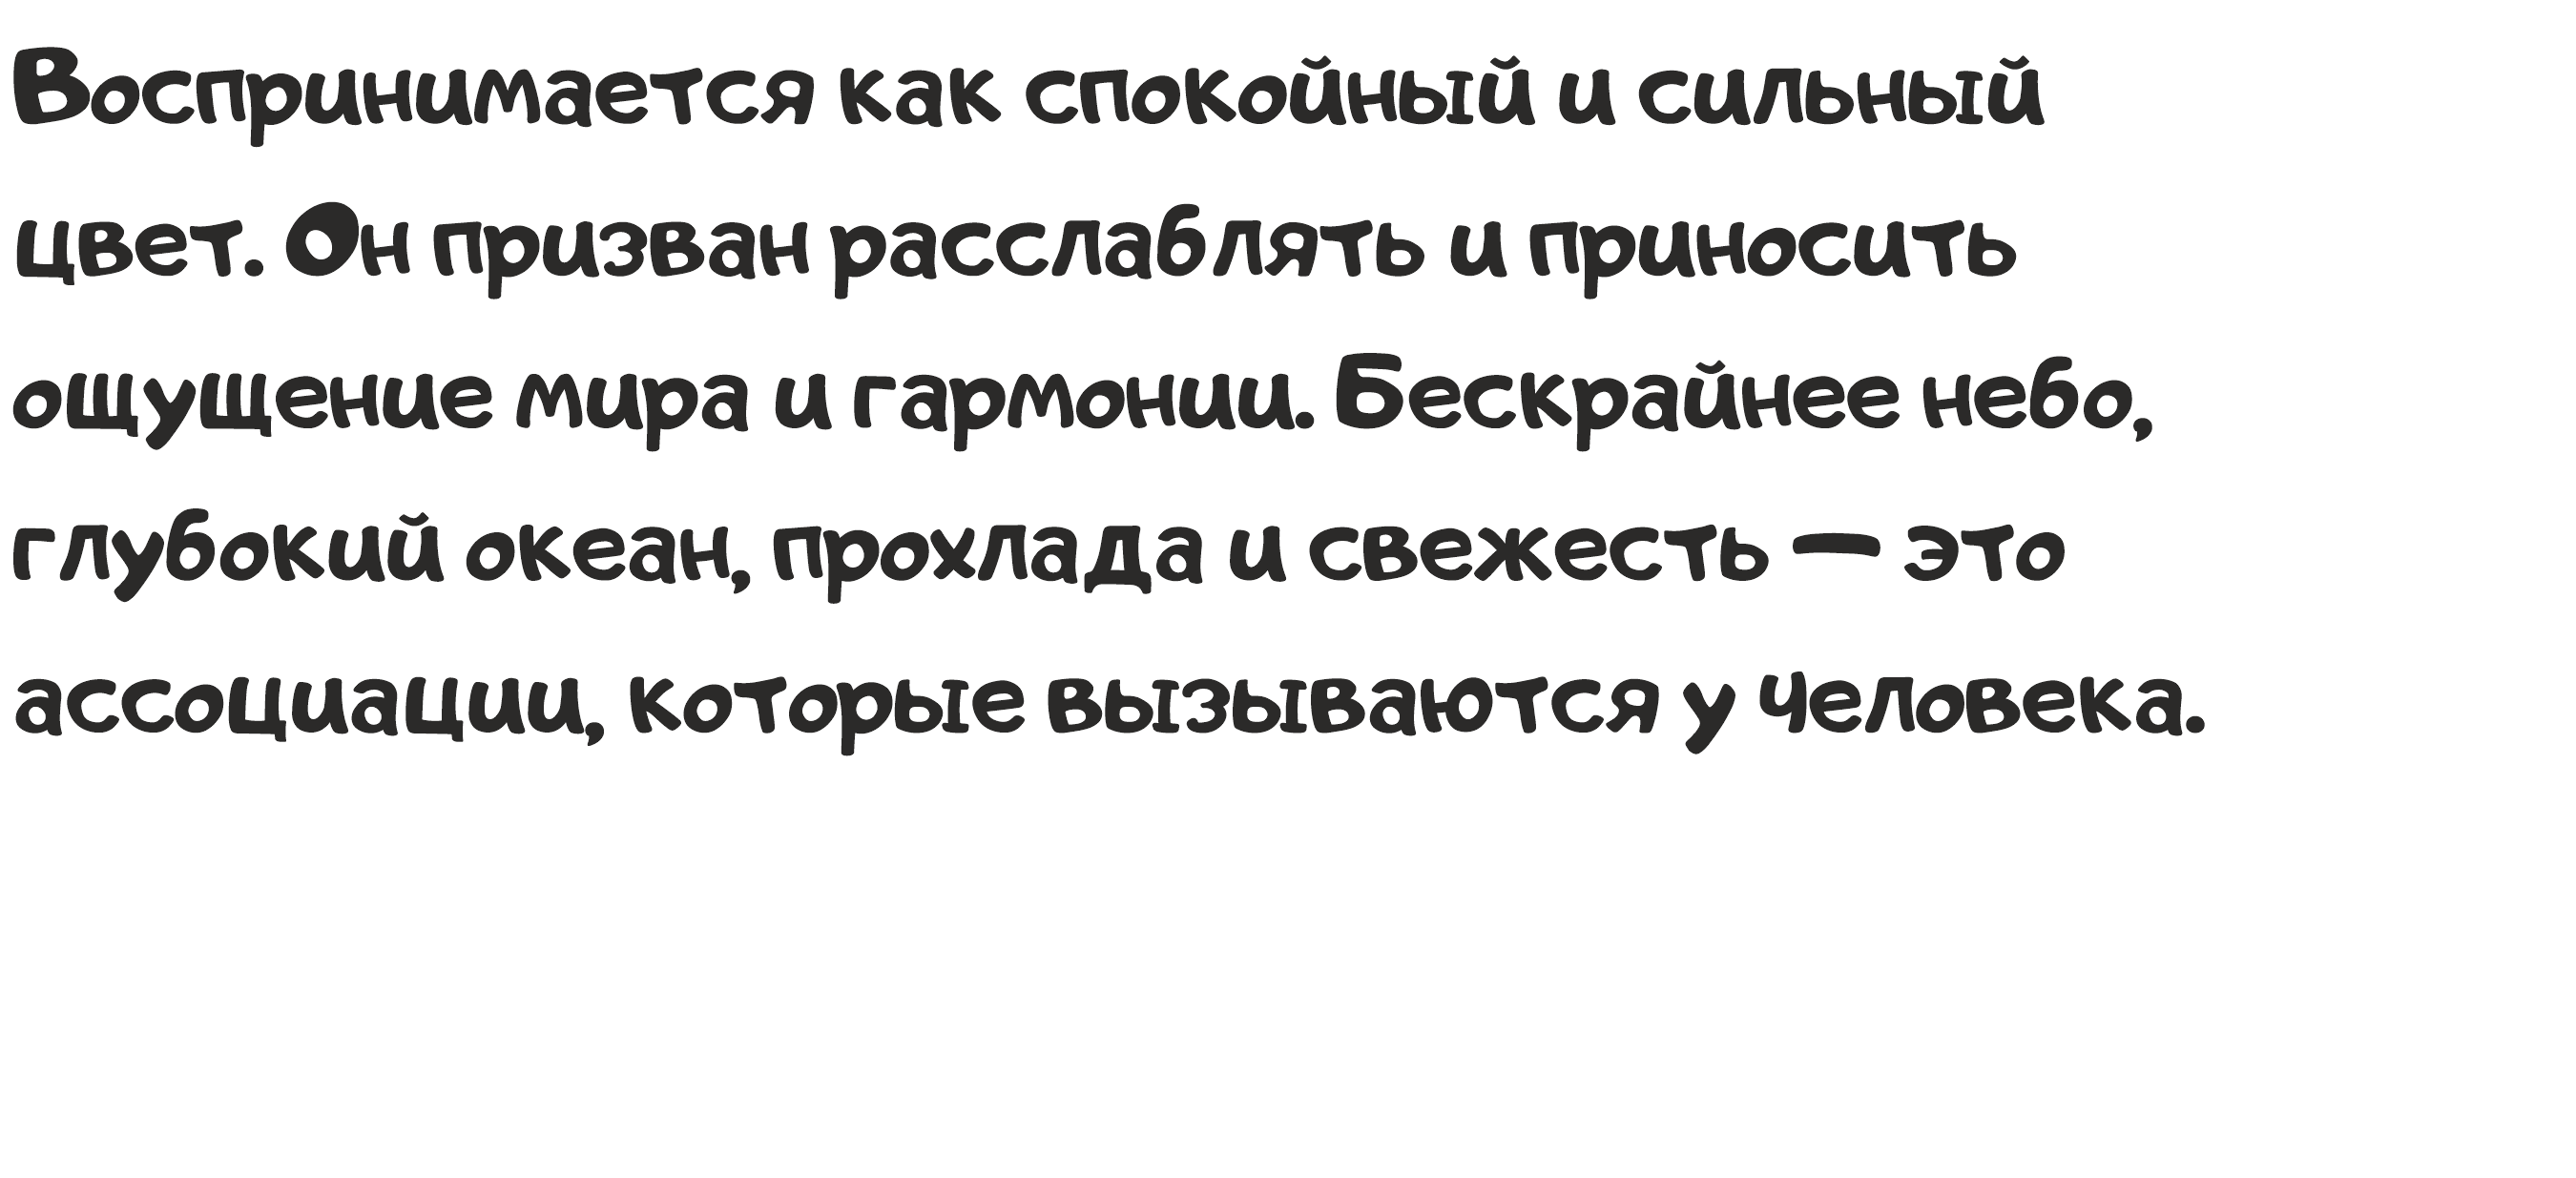 Воспринимается как спокойный и сильный
цвет. Он призван расслаблять и приносить
ощущение мира и гармонии. Бескрайнее небо,
глубокий океан, прохлада и свежесть — это
ассоциации, которые вызываются у человека.